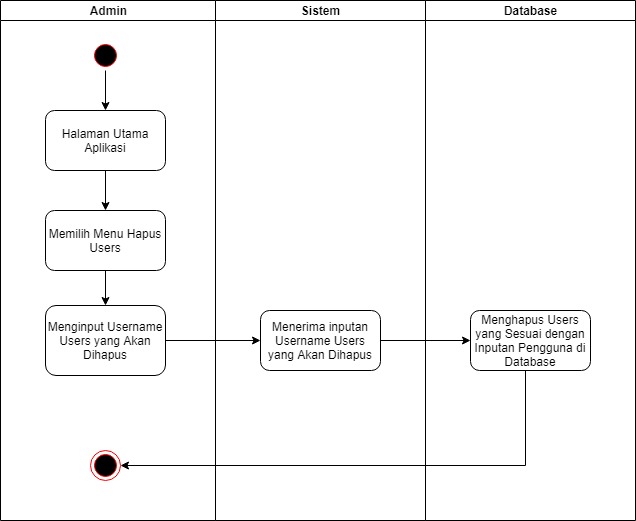 Admin
Sistem
Database
Halaman Utama
Aplikasi
Memilih Menu Hapus
Users
Menginput Username
Users yang Akan
Dihapus
Menerima inputan
Username Users
yang Akan Dihapus
Menghapus Users
yang Sesuai dengan
Inputan Pengguna di
Database